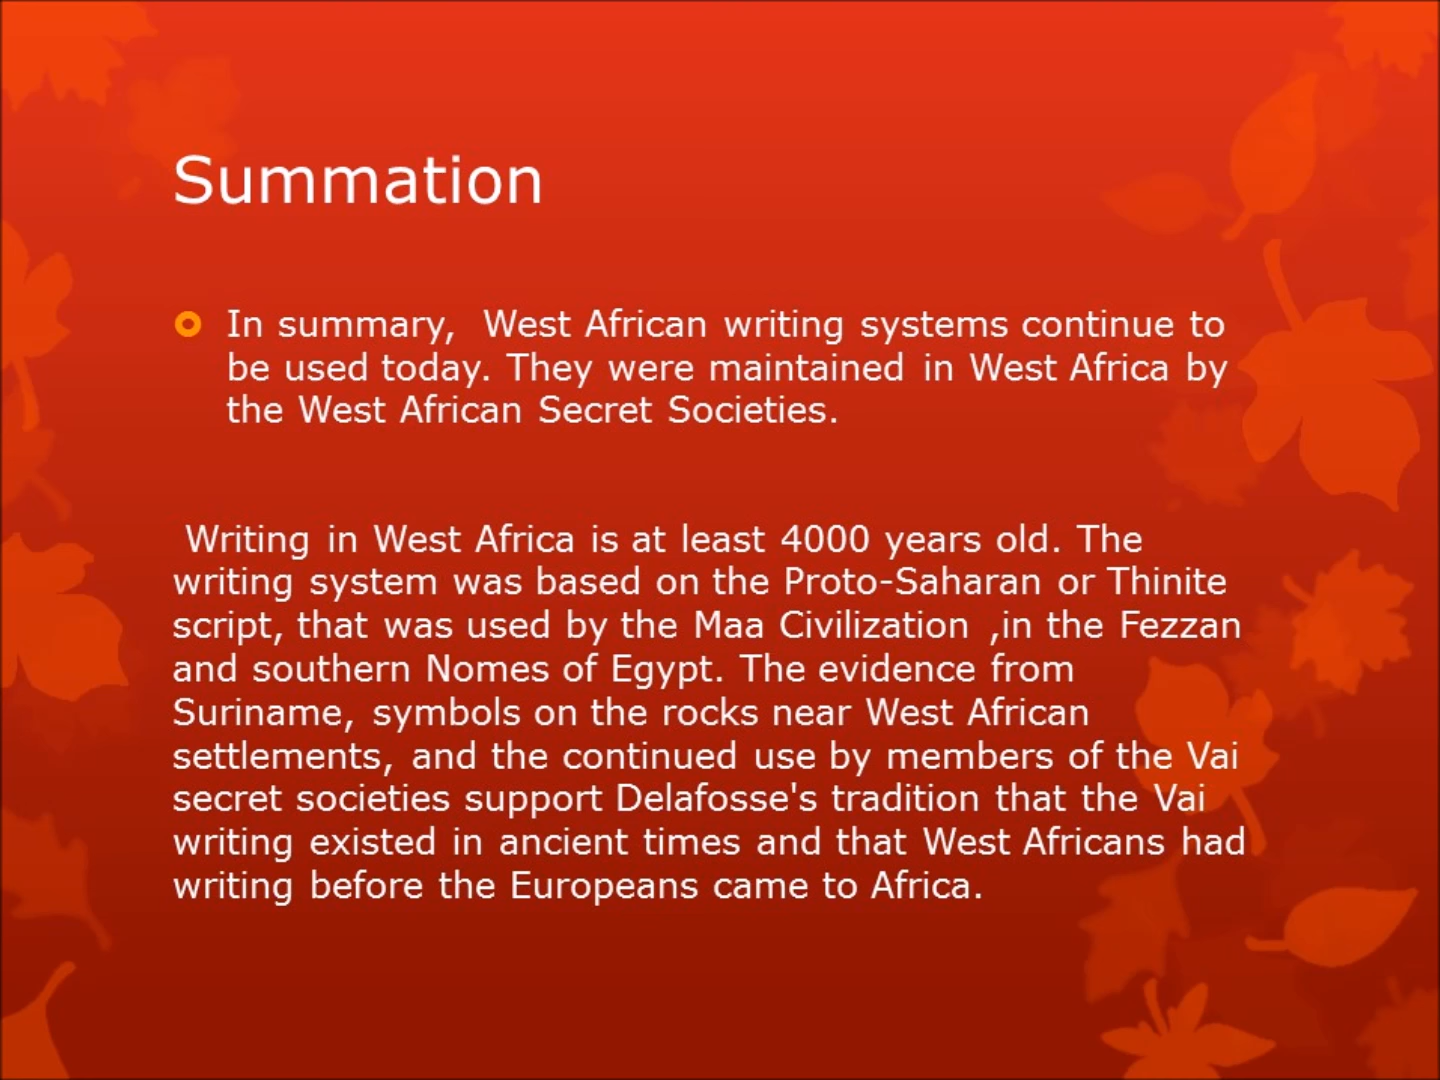 Summation
In summary,  West African writing systems continue to
be used today. They were maintained in West Africa by
the West African Secret Societies.
Writing in West Africa is at least 4000 years old. The
writing system was based on the Proto-Saharan or Thinite
script, that was used by the Maa Civilization ,in the Fezzan
and southern Nomes of Egypt. The evidence from
Suriname, symbols on the rocks near West African
settlements, and the continued use by members of the Vai
secret societies support Delafosse's tradition that the Vai
writing existed in ancient times and that West Africans had
writing before the Europeans came to Africa.